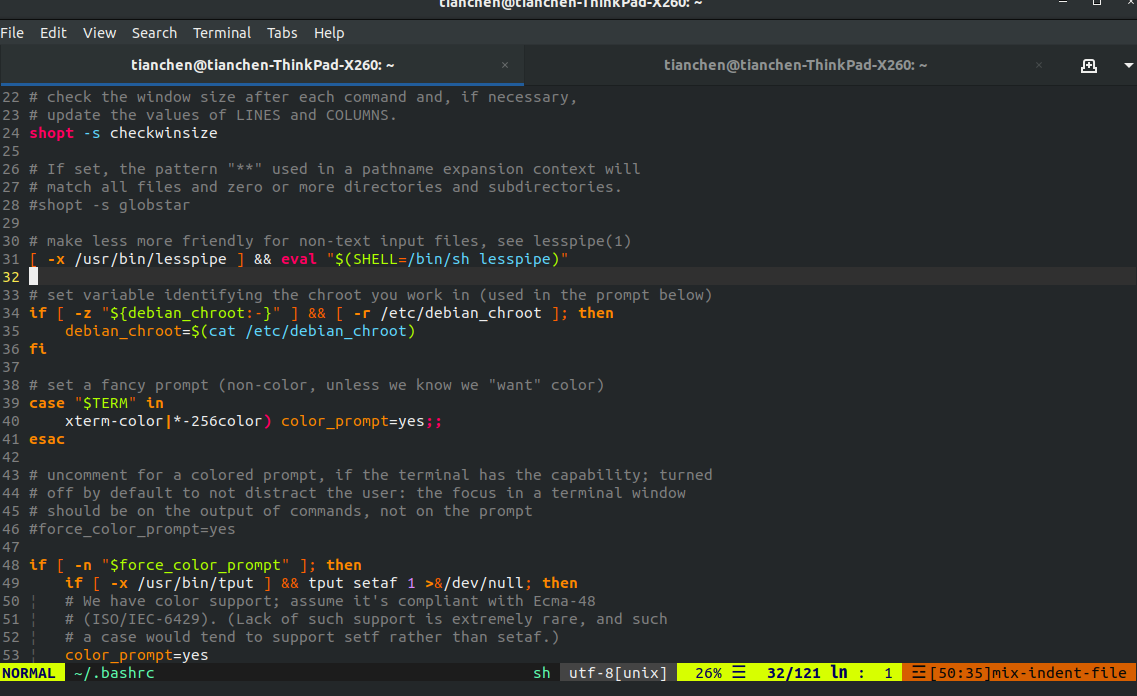 tianchen@tianchen-ThinkPad-X260: ~
File Edit View Search Terminal Tabs Help
tianchen@tianchen-ThinkPad-X260: ~ × tianchen@tianchen-ThinkPad-X260: ~ ×
22 # check the window size after each command and, if necessary,
23 # update the values of LINES and COLUMNS.
24 shopt -s checkwinsize
25
26 # If set, the pattern "**" used in a pathname expansion context will
27 # match all files and zero or more directories and subdirectories.
28 #shopt -s globstar
29
30 # make less more friendly for non-text input files, see lesspipe(1)
31 [ -x /usr/bin/lesspipe ] && eval "$(SHELL=/bin/sh lesspipe)"
32
33 # set variable identifying the chroot you work in (used in the prompt below)
34 if [ -z "${debian_chroot:-}" ] && [ -r /etc/debian_chroot ]; then
35     debian_chroot=$(cat /etc/debian_chroot)
36 fi
37
38 # set a fancy prompt (non-color, unless we know we "want" color)
39 case "$TERM" in
40     xterm-color|*-256color) color_prompt=yes;;
41 esac
42
43 # uncomment for a colored prompt, if the terminal has the capability; turned
44 # off by default to not distract the user: the focus in a terminal window
45 # should be on the output of commands, not on the prompt
46 #force_color_prompt=yes
47
48 if [ -n "$force_color_prompt" ]; then
49     if [ -x /usr/bin/tput ] && tput setaf 1 >&/dev/null; then
50 ¦   # We have color support; assume it's compliant with Ecma-48
51 ¦   # (ISO/IEC-6429). (Lack of such support is extremely rare, and such
52 ¦   # a case would tend to support setf rather than setaf.)
53 ¦   color_prompt=yes
NORMAL ~/.bashrc sh utf-8[unix] 26% ☰ 32/121 ln : 1 ☲[50:35]mix-indent-file